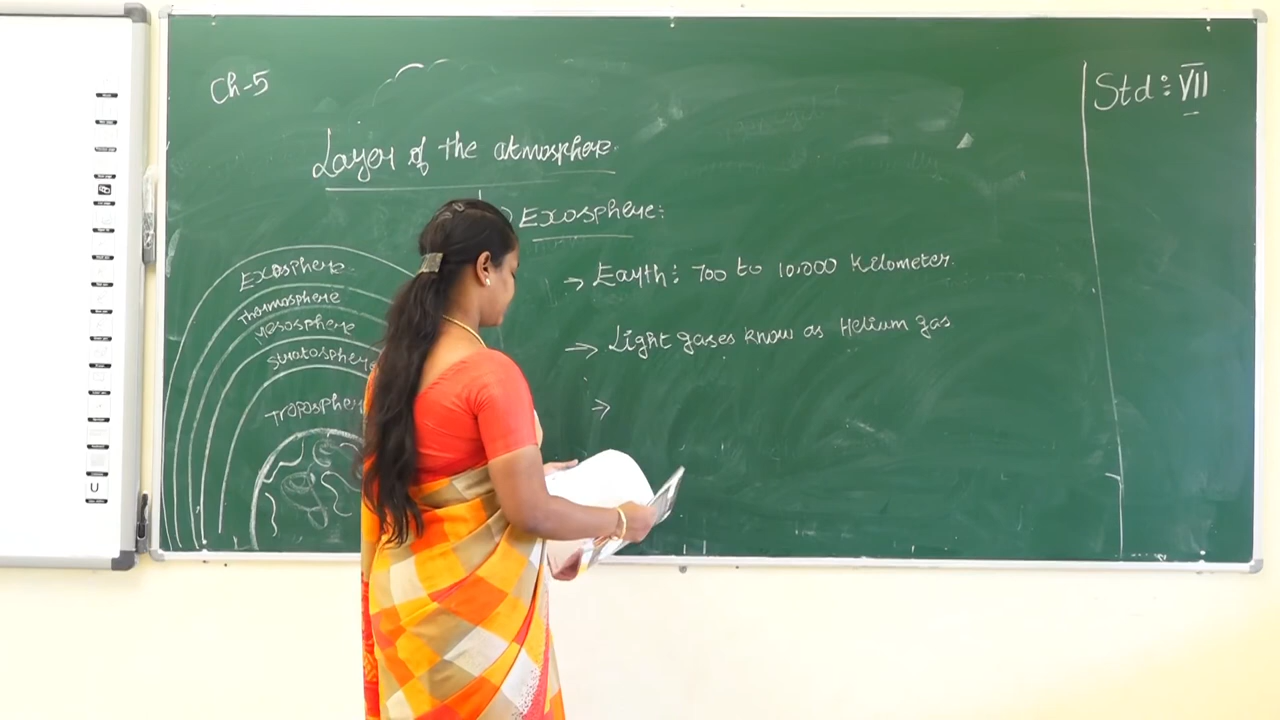 Ch-5
Std : VII
Layer of the atmosphere
Exosphere:
→ Earth: 700 to 10,000 Kilometer.
→ Light gases know as Helium gas
→
Exosphere
Thermosphere
Mesosphere
Stratosphere
Tropospher
U